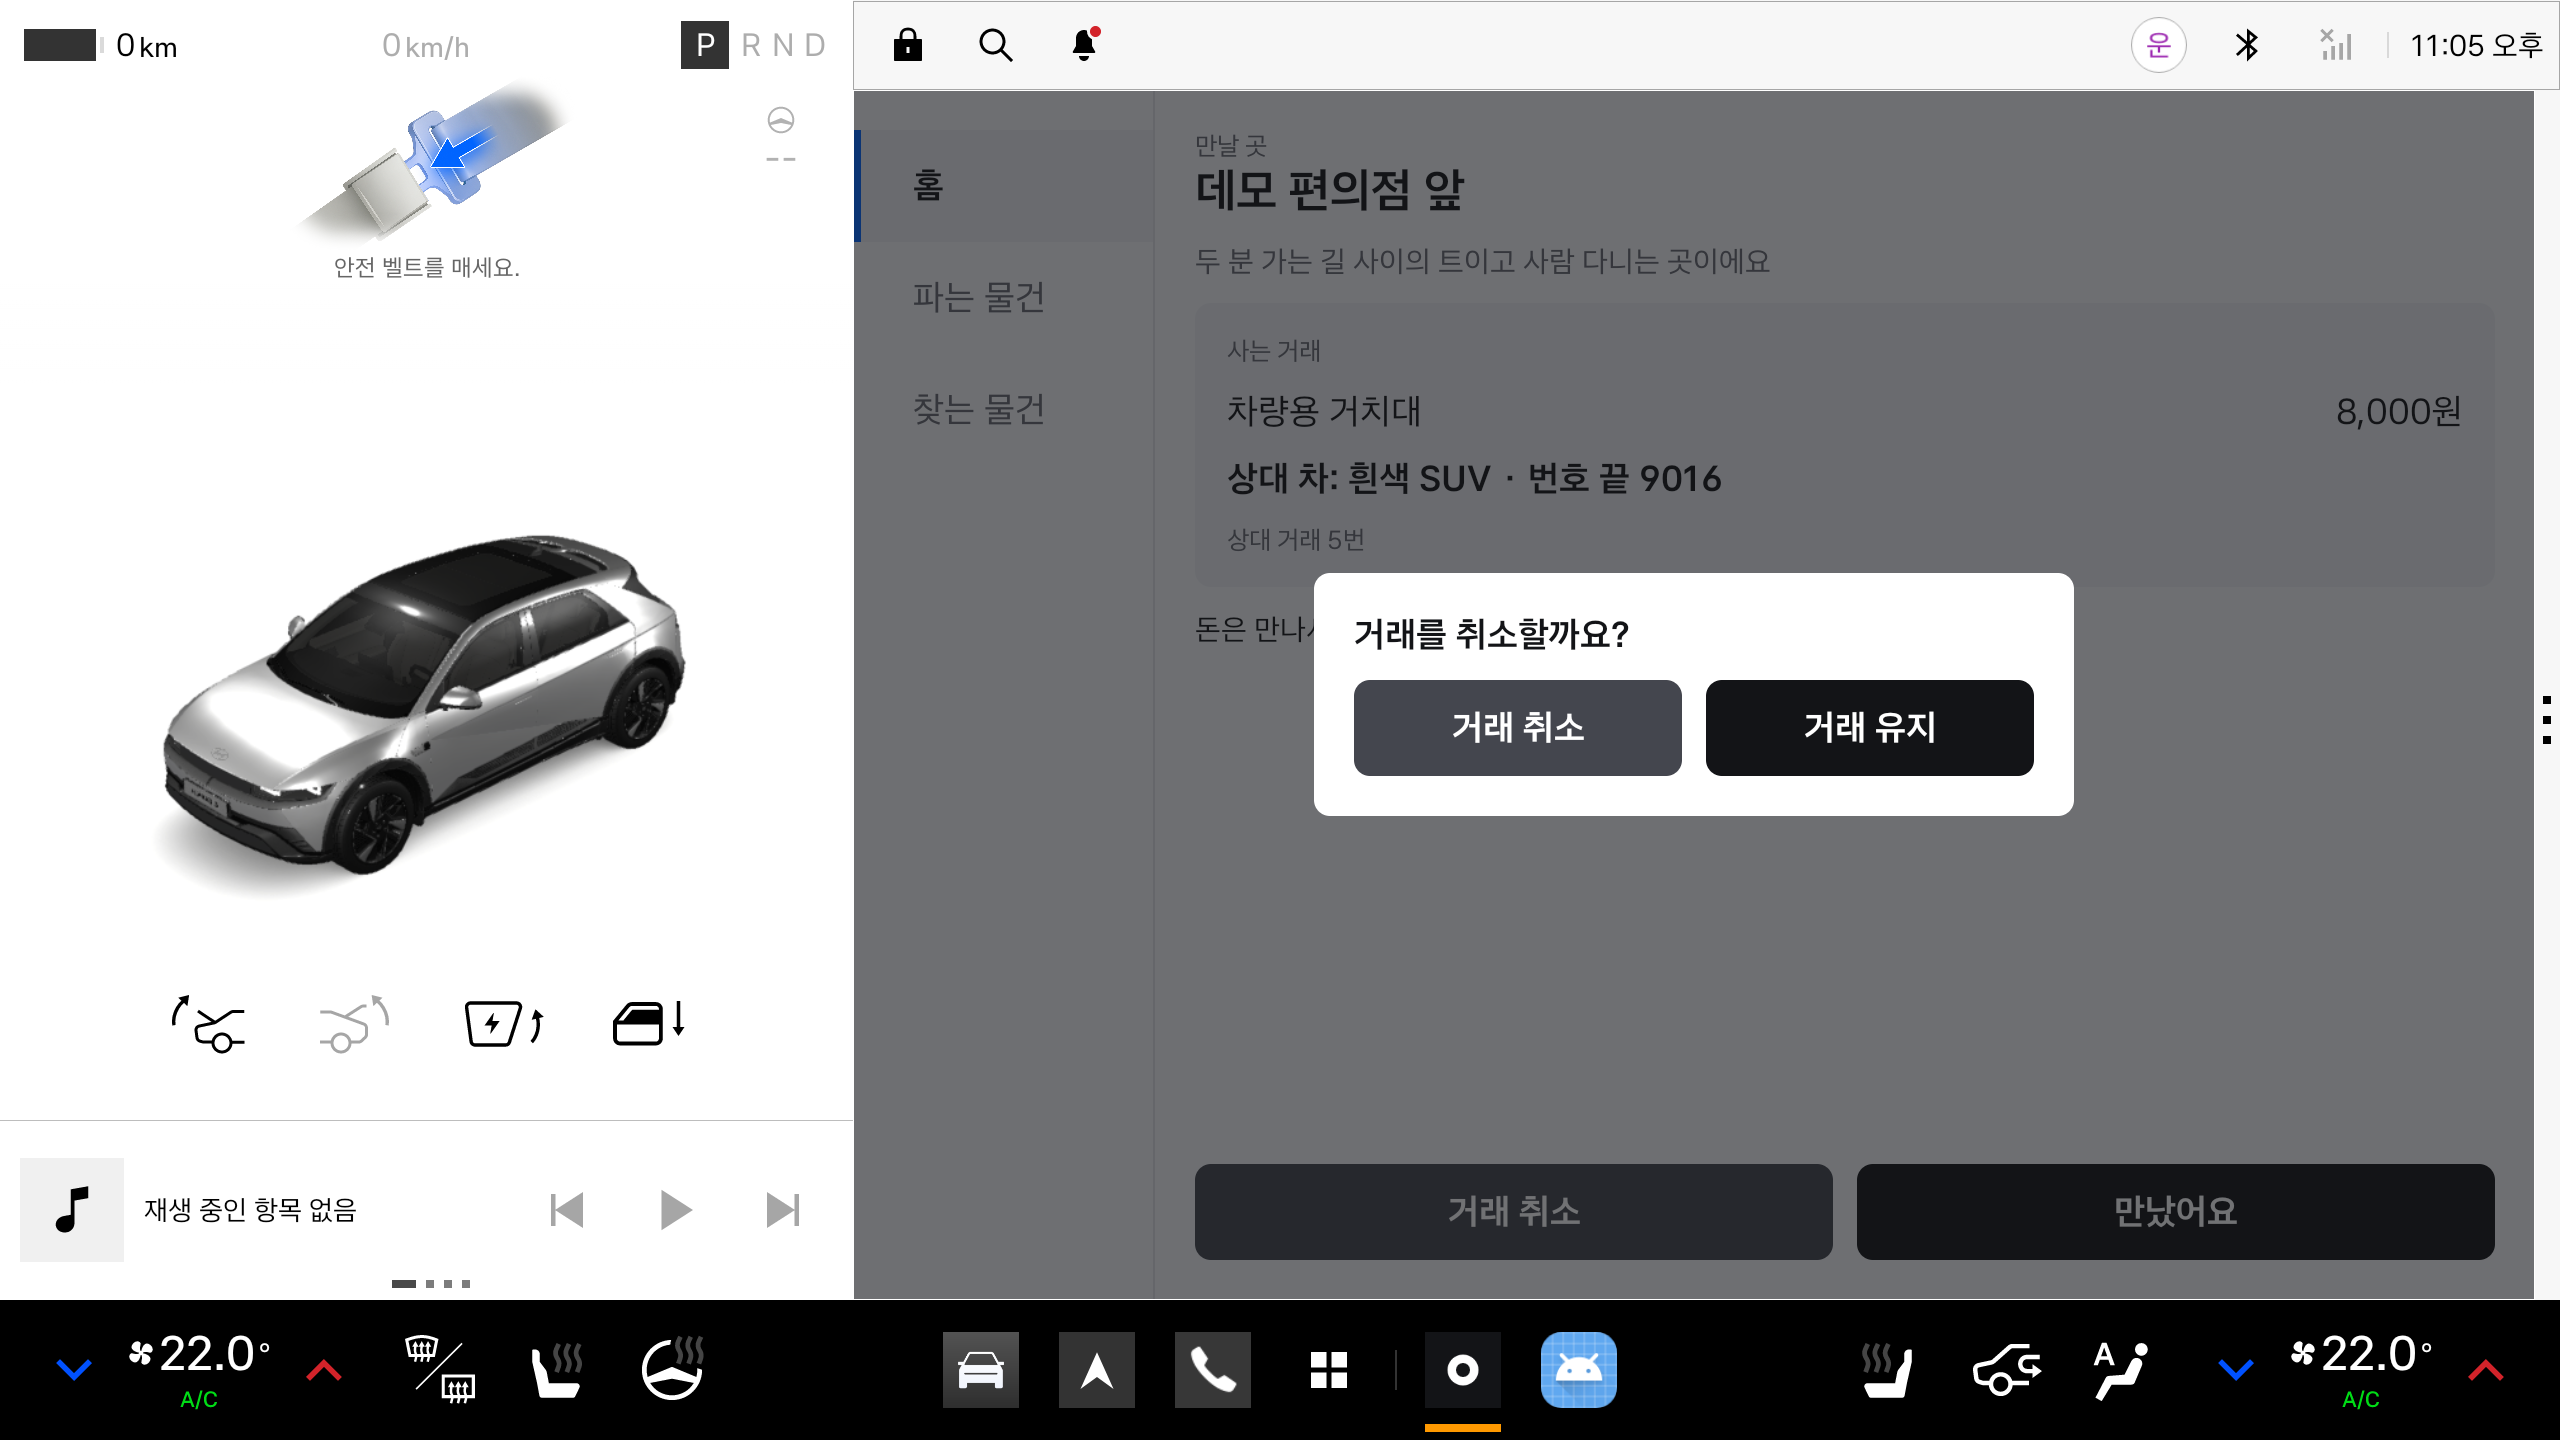 0 km
0 km/h
P R N D
11:05 오후
운
안전 벨트를 매세요.
--
홈
파는 물건
찾는 물건
만날 곳
데모 편의점 앞
두 분 가는 길 사이의 트이고 사람 다니는 곳이에요
사는 거래
차량용 거치대
8,000원
상대 차: 흰색 SUV · 번호 끝 9016
상대 거래 5번
돈은 만나
거래를 취소할까요?
거래 취소
거래 유지
거래 취소
만났어요
재생 중인 항목 없음
22.0°
A/C
A
22.0°
A/C